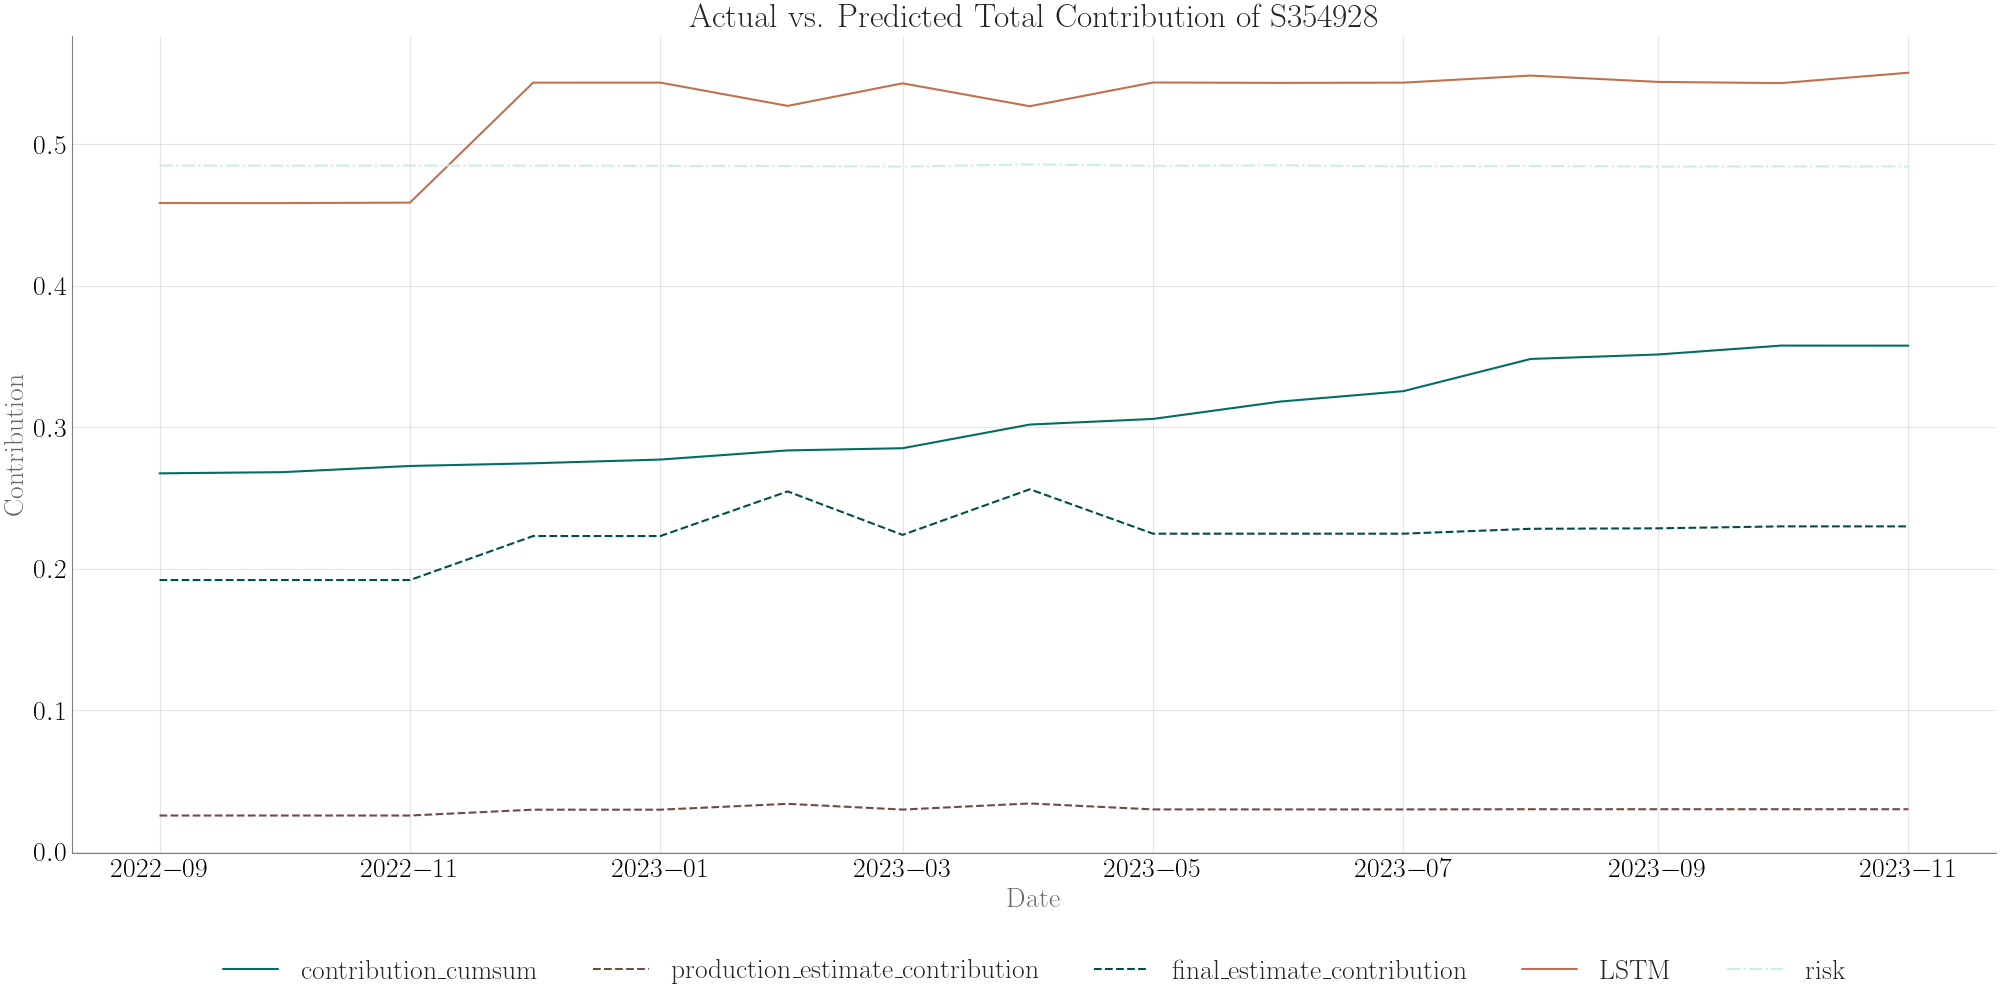 Actual vs. Predicted Total Contribution of S354928
Contribution
0.5
0.4
0.3
0.2
0.1
0.0
2022–09 2022–11 2023–01 2023–03 2023–05 2023–07 2023–09 2023–11
Date
contribution_cumsum production_estimate_contribution final_estimate_contribution LSTM risk